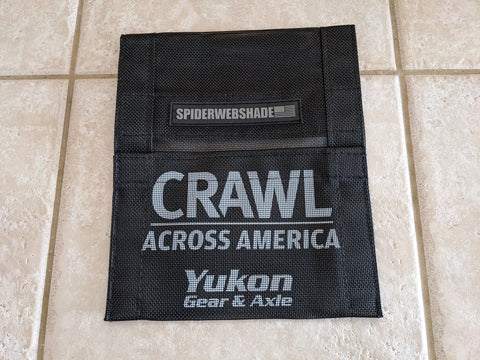 SPIDERWEBSHADE
CRAWL
ACROSS AMERICA
Yukon
Gear & Axle